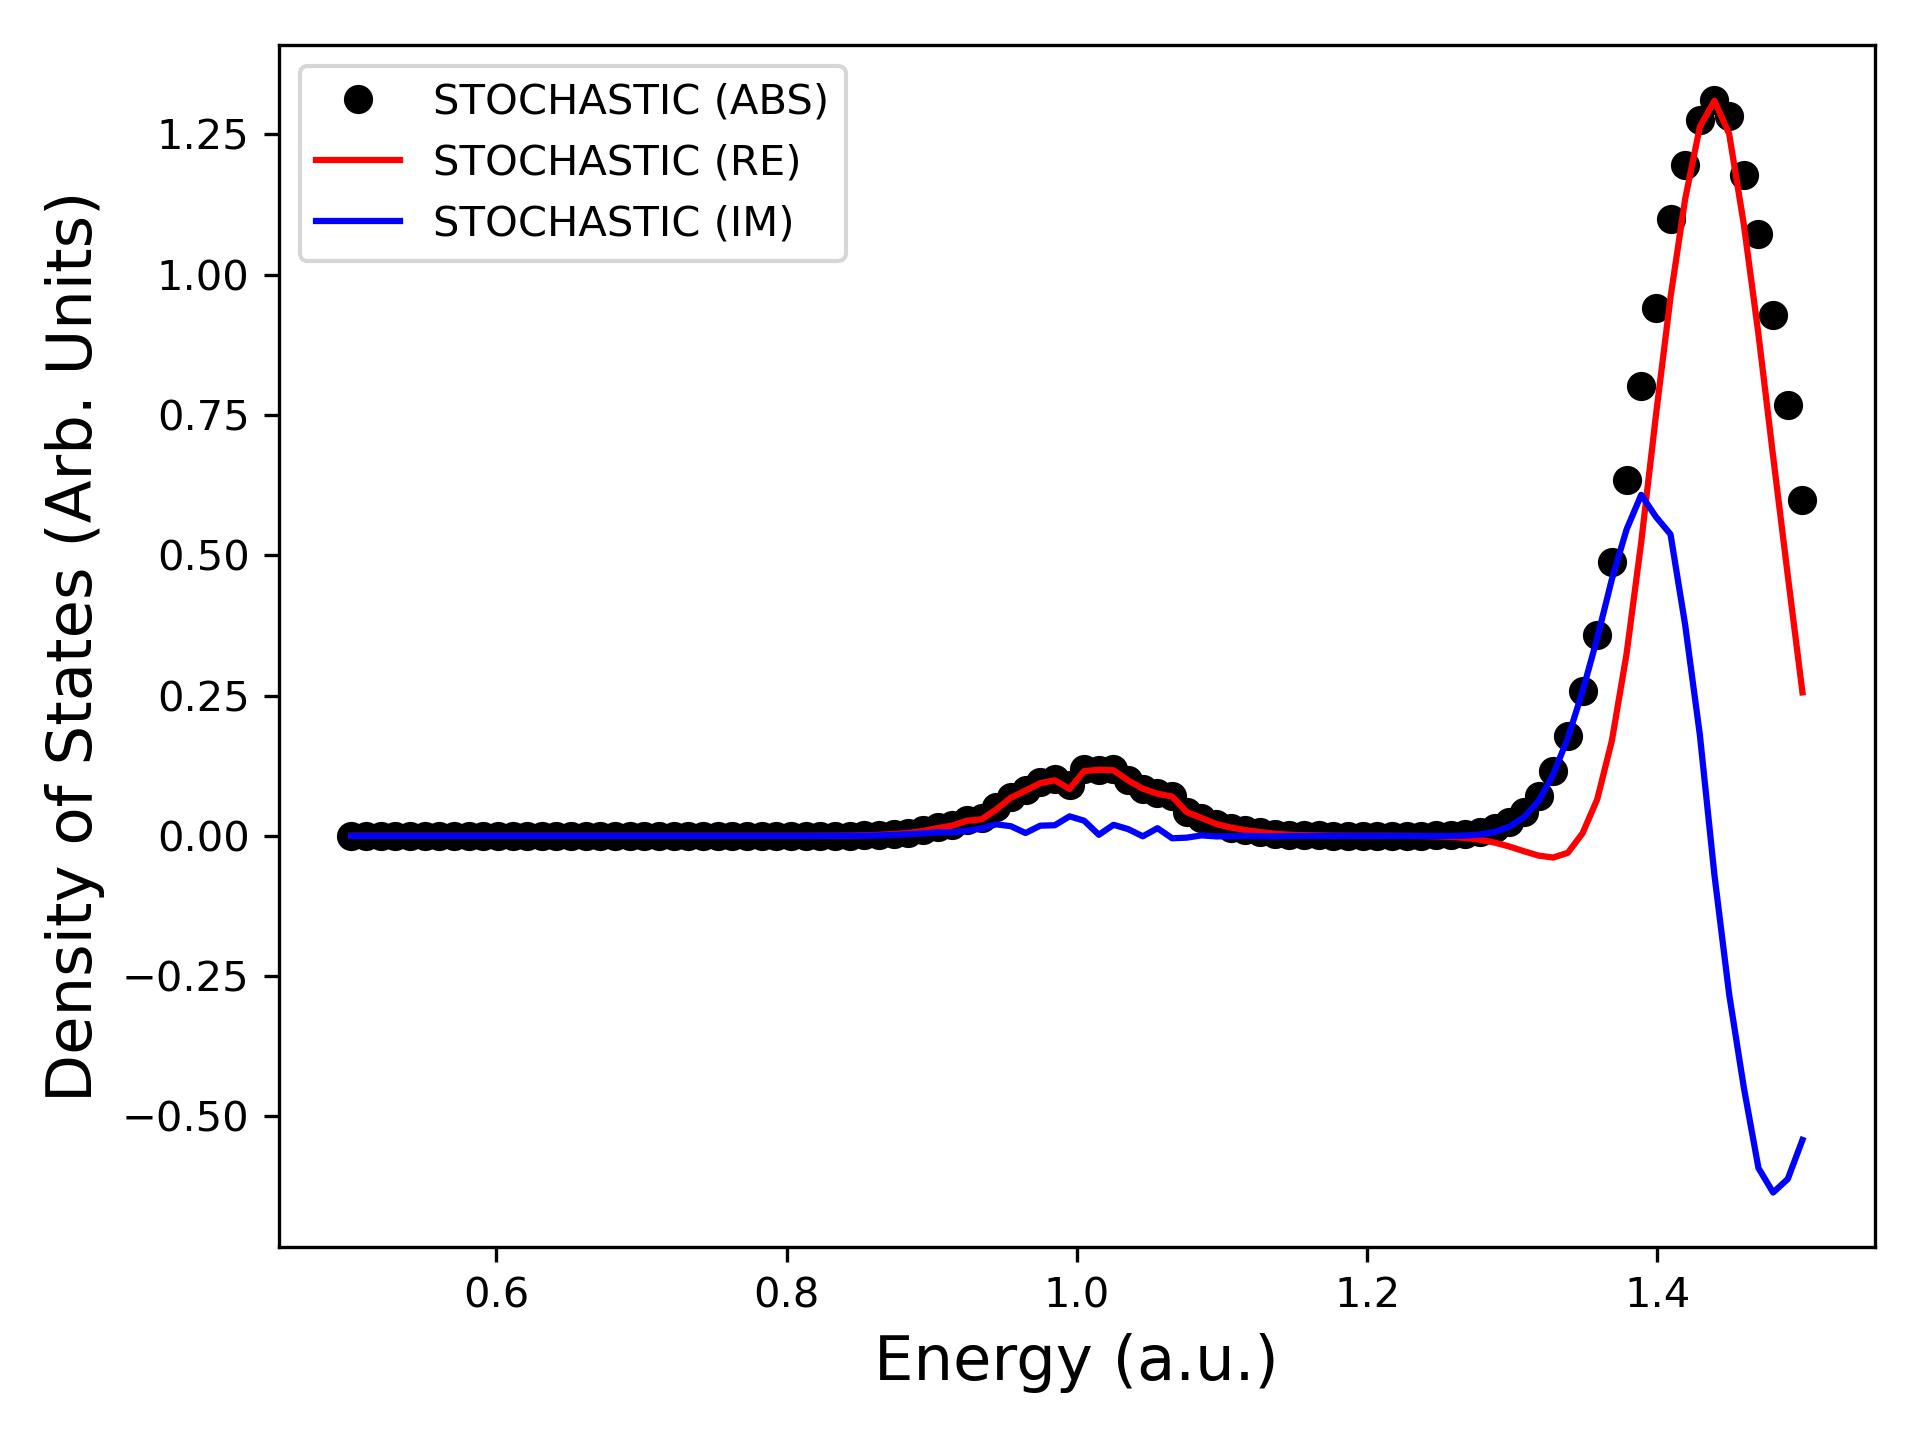 STOCHASTIC (ABS)
STOCHASTIC (RE)
STOCHASTIC (IM)
Density of States (Arb. Units)
1.25
1.00
0.75
0.50
0.25
0.00
−0.25
−0.50
0.6 0.8 1.0 1.2 1.4
Energy (a.u.)